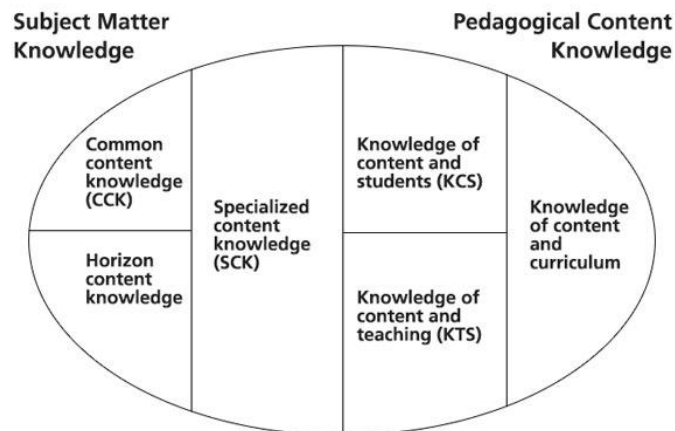 Subject Matter
Knowledge
Pedagogical Content
Knowledge
Common
content
knowledge
(CCK)
Horizon
content
knowledge
Specialized
content
knowledge
(SCK)
Knowledge of
content and
students (KCS)
Knowledge of
content and
teaching (KTS)
Knowledge
of content
and
curriculum